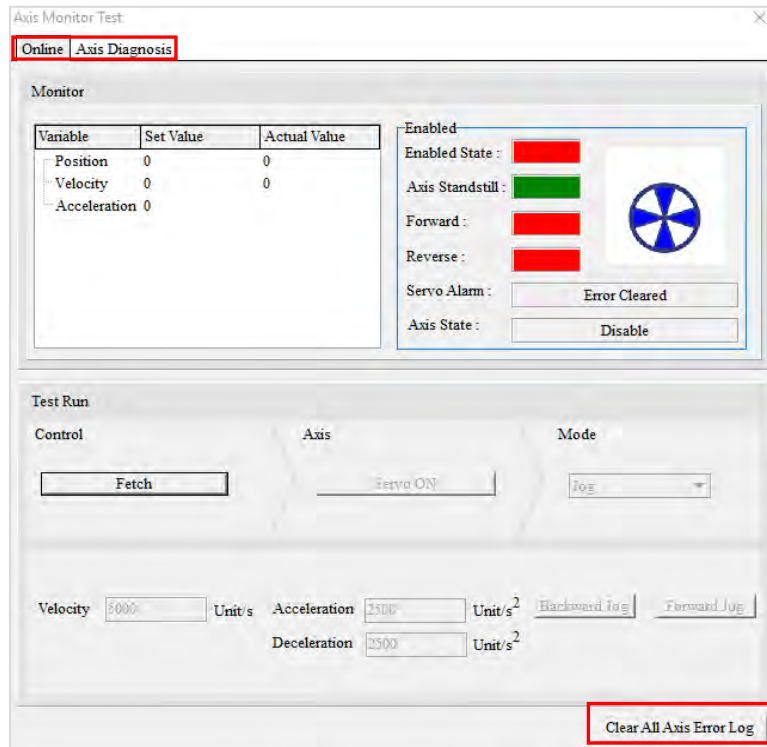 Axis Monitor Test
Online Axis Diagnosis
Monitor
Variable Set Value Actual Value
Position 0 0
Velocity 0 0
Acceleration 0
Enabled
Enabled State :
Axis Standstill :
Forward :
Reverse :
Servo Alarm : Error Cleared
Axis State : Disable
Test Run
Control Axis Mode
Fetch Servo ON Jog
Velocity 5000 Unit/s Acceleration 2500 Unit/s² Backward Jog Forward Jog
Deceleration 2500 Unit/s²
Clear All Axis Error Log